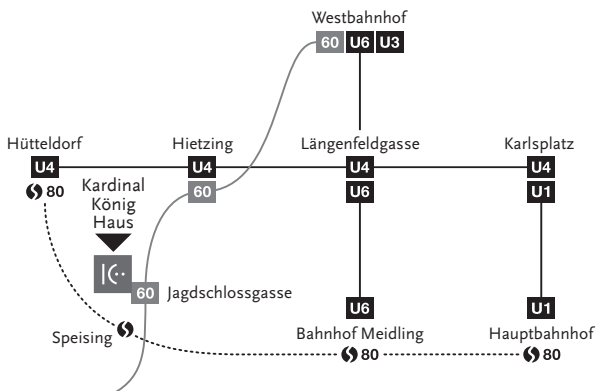 Westbahnhof
60 U6 U3
Hütteldorf
Hietzing
Längenfeldgasse
Karlsplatz
U4
U4
U4
U4
80
60
U6
U1
Kardinal
König
Haus
60
Jagdschlossgasse
U6
U1
Speising
Bahnhof Meidling
Hauptbahnhof
80
80